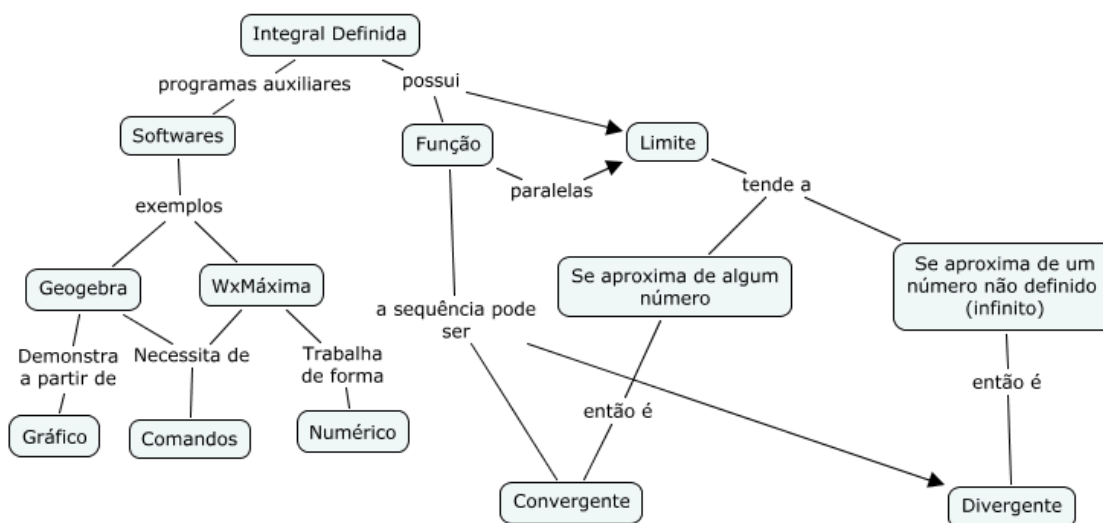 Integral Definida
programas auxiliares
possui
Softwares
Função
Limite
paralelas
tende a
exemplos
Se aproxima de algum
número
Se aproxima de um
número não definido
(infinito)
Geogebra
WxMáxima
a sequência pode
ser
Demonstra
a partir de
Necessita de
Trabalha
de forma
então é
então é
Gráfico
Comandos
Numérico
Convergente
Divergente